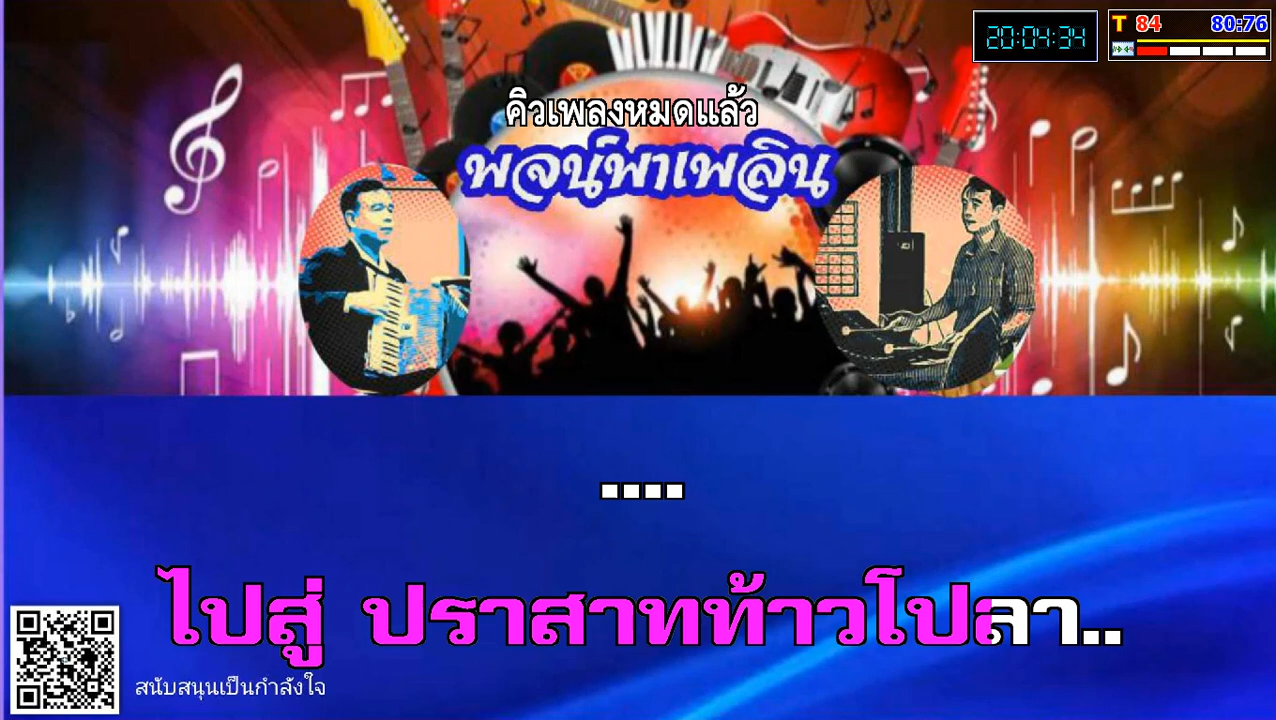 20:04:34
T 84 80:76
คิวเพลงหมดแล้ว
พจน์พาเพลิน
....
ไปสู่ ปราสาทท้าวโปลา..
สนับสนุนเป็นกำลังใจ